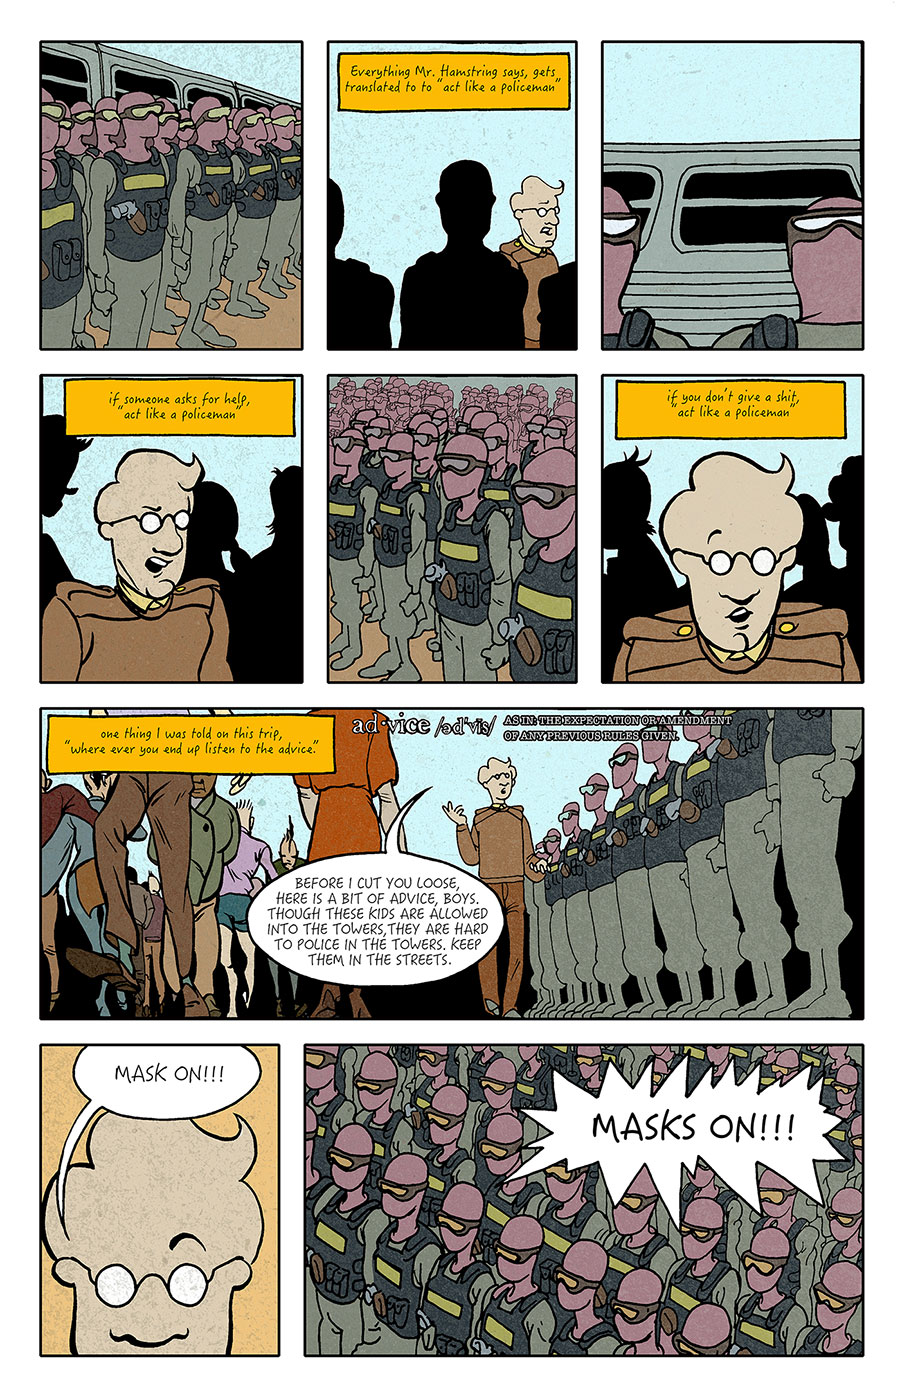 Everything Mr. Hamstring says, gets
translated to to "act like a policeman"
if someone asks for help,
"act like a policeman"
if you don't give a shit,
"act like a policeman"
one thing I was told on this trip,
"where ever you end up listen to the advice."
ad·vice /əd'vīs/
AS IN: THE EXPECTATION OR AMENDMENT
OF ANY PREVIOUS RULES GIVEN.
BEFORE I CUT YOU LOOSE,
HERE IS A BIT OF ADVICE, BOYS.
THOUGH THESE KIDS ARE ALLOWED
INTO THE TOWERS,THEY ARE HARD
TO POLICE IN THE TOWERS. KEEP
THEM IN THE STREETS.
MASK ON!!!
MASKS ON!!!